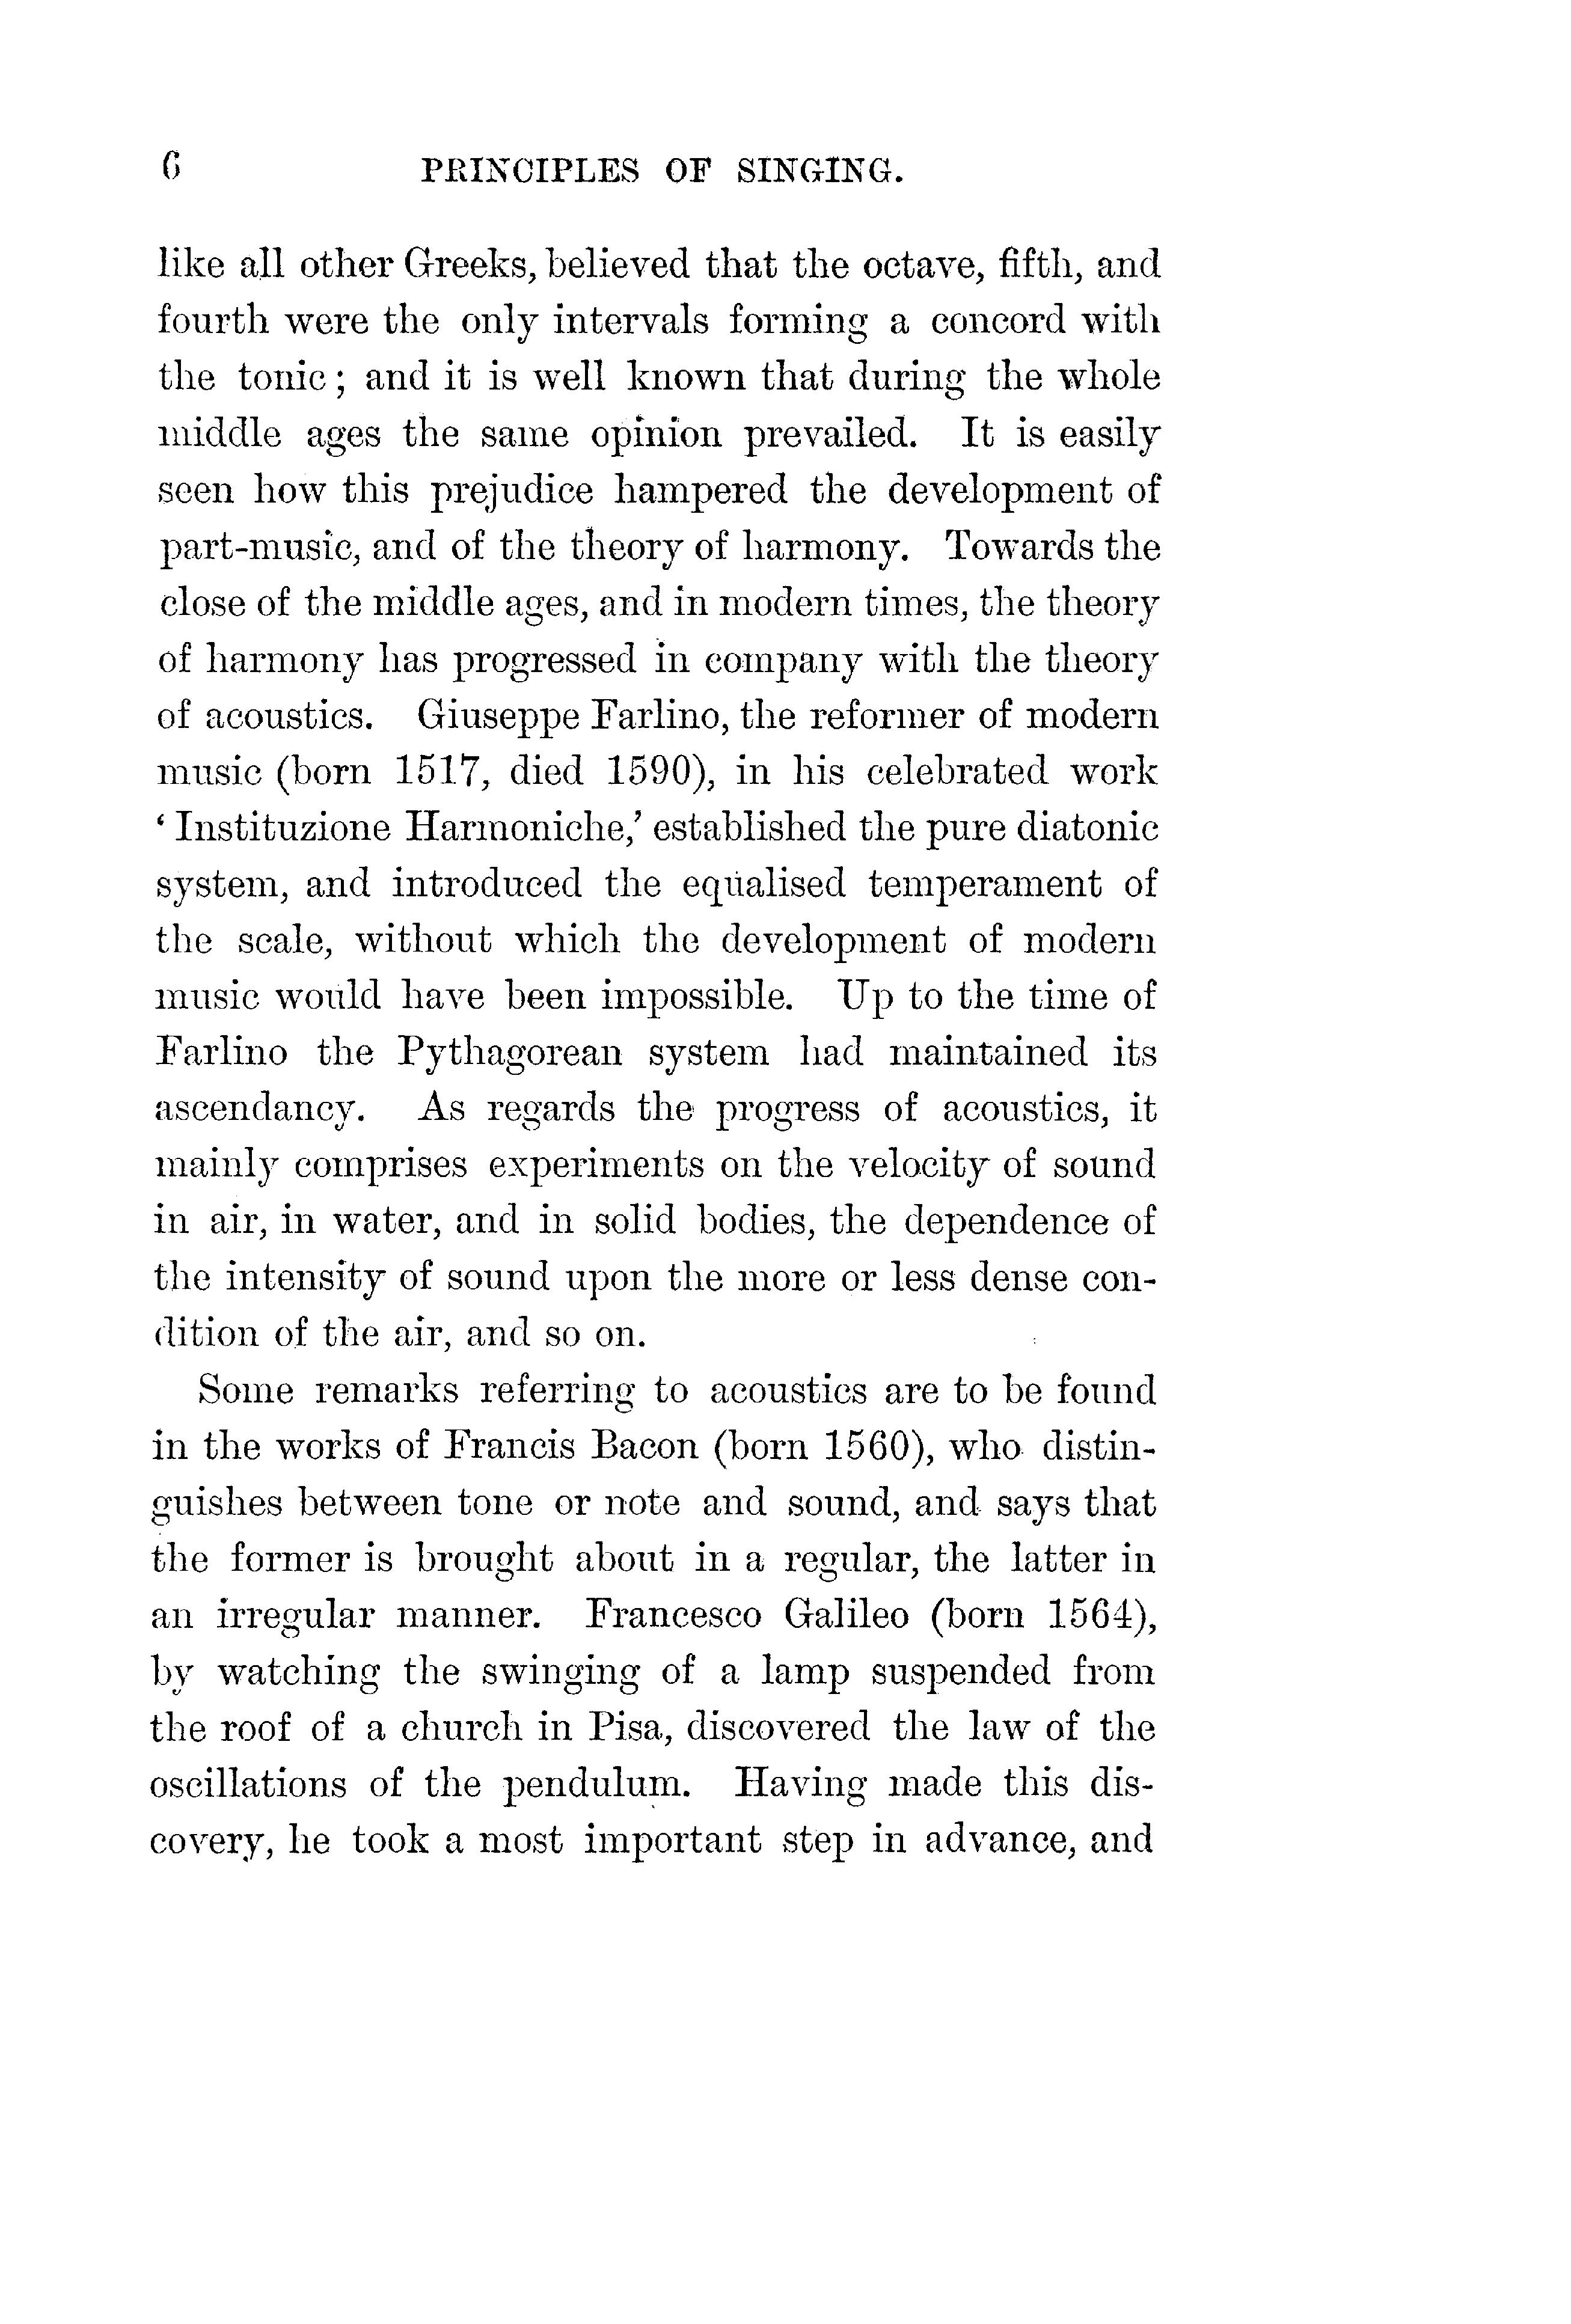 6 PRINCIPLES OF SINGING.
like all other Greeks, believed that the octave, fifth, and
fourth were the only intervals forming a concord with
the tonic; and it is well known that during the whole
middle ages the same opinion prevailed. It is easily
seen how this prejudice hampered the development of
part-music, and of the theory of harmony. Towards the
close of the middle ages, and in modern times, the theory
of harmony has progressed in company with the theory
of acoustics. Giuseppe Farlino, the reformer of modern
music (born 1517, died 1590), in his celebrated work
‘Instituzione Harmoniche,’ established the pure diatonic
system, and introduced the equalised temperament of
the scale, without which the development of modern
music would have been impossible. Up to the time of
Farlino the Pythagorean system had maintained its
ascendancy. As regards the progress of acoustics, it
mainly comprises experiments on the velocity of sound
in air, in water, and in solid bodies, the dependence of
the intensity of sound upon the more or less dense con-
dition of the air, and so on.
Some remarks referring to acoustics are to be found
in the works of Francis Bacon (born 1560), who distin-
guishes between tone or note and sound, and says that
the former is brought about in a regular, the latter in
an irregular manner. Francesco Galileo (born 1564),
by watching the swinging of a lamp suspended from
the roof of a church in Pisa, discovered the law of the
oscillations of the pendulum. Having made this dis-
covery, he took a most important step in advance, and